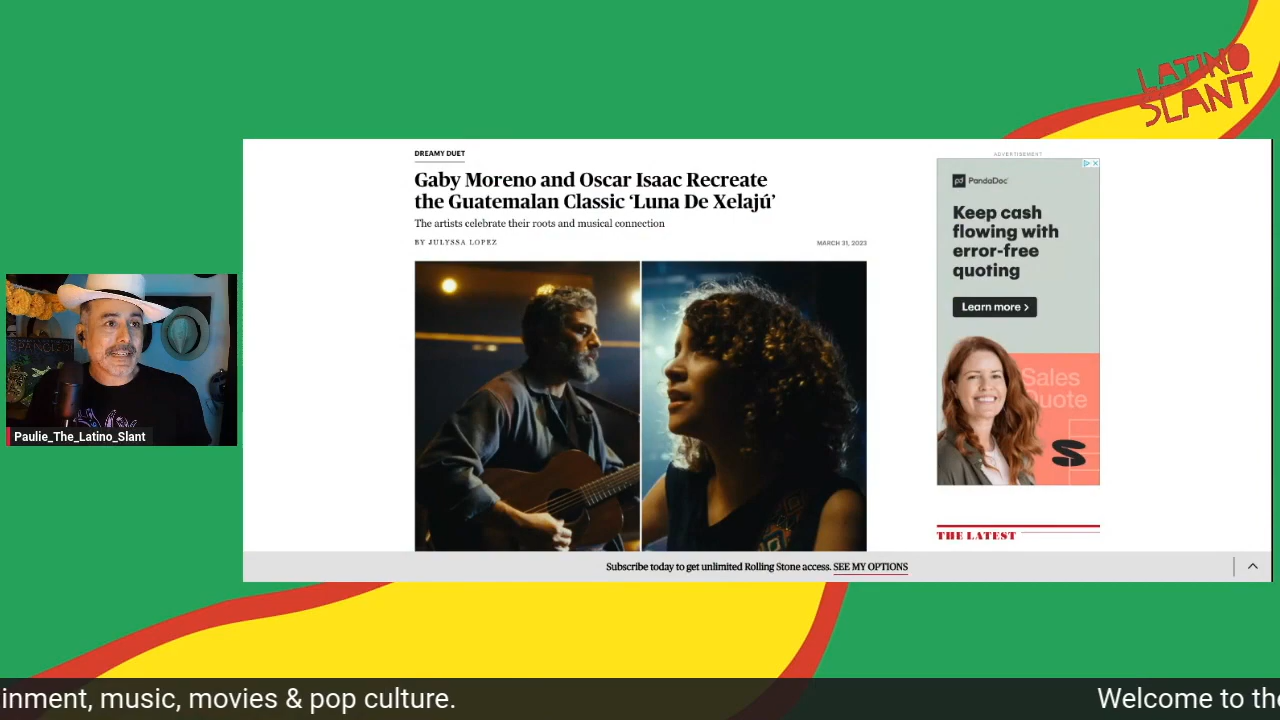 LATINO
SLANT
DREAMY DUET
Gaby Moreno and Oscar Isaac Recreate
the Guatemalan Classic ‘Luna De Xelajú’
The artists celebrate their roots and musical connection
BY JULYSSA LOPEZ
MARCH 31, 2023
ADVERTISEMENT
pd PandaDoc
Keep cash
flowing with
error-free
quoting
Learn more >
Sales
Quote
THE LATEST
Subscribe today to get unlimited Rolling Stone access. SEE MY OPTIONS
Paulie_The_Latino_Slant
inment, music, movies & pop culture.
Welcome to the